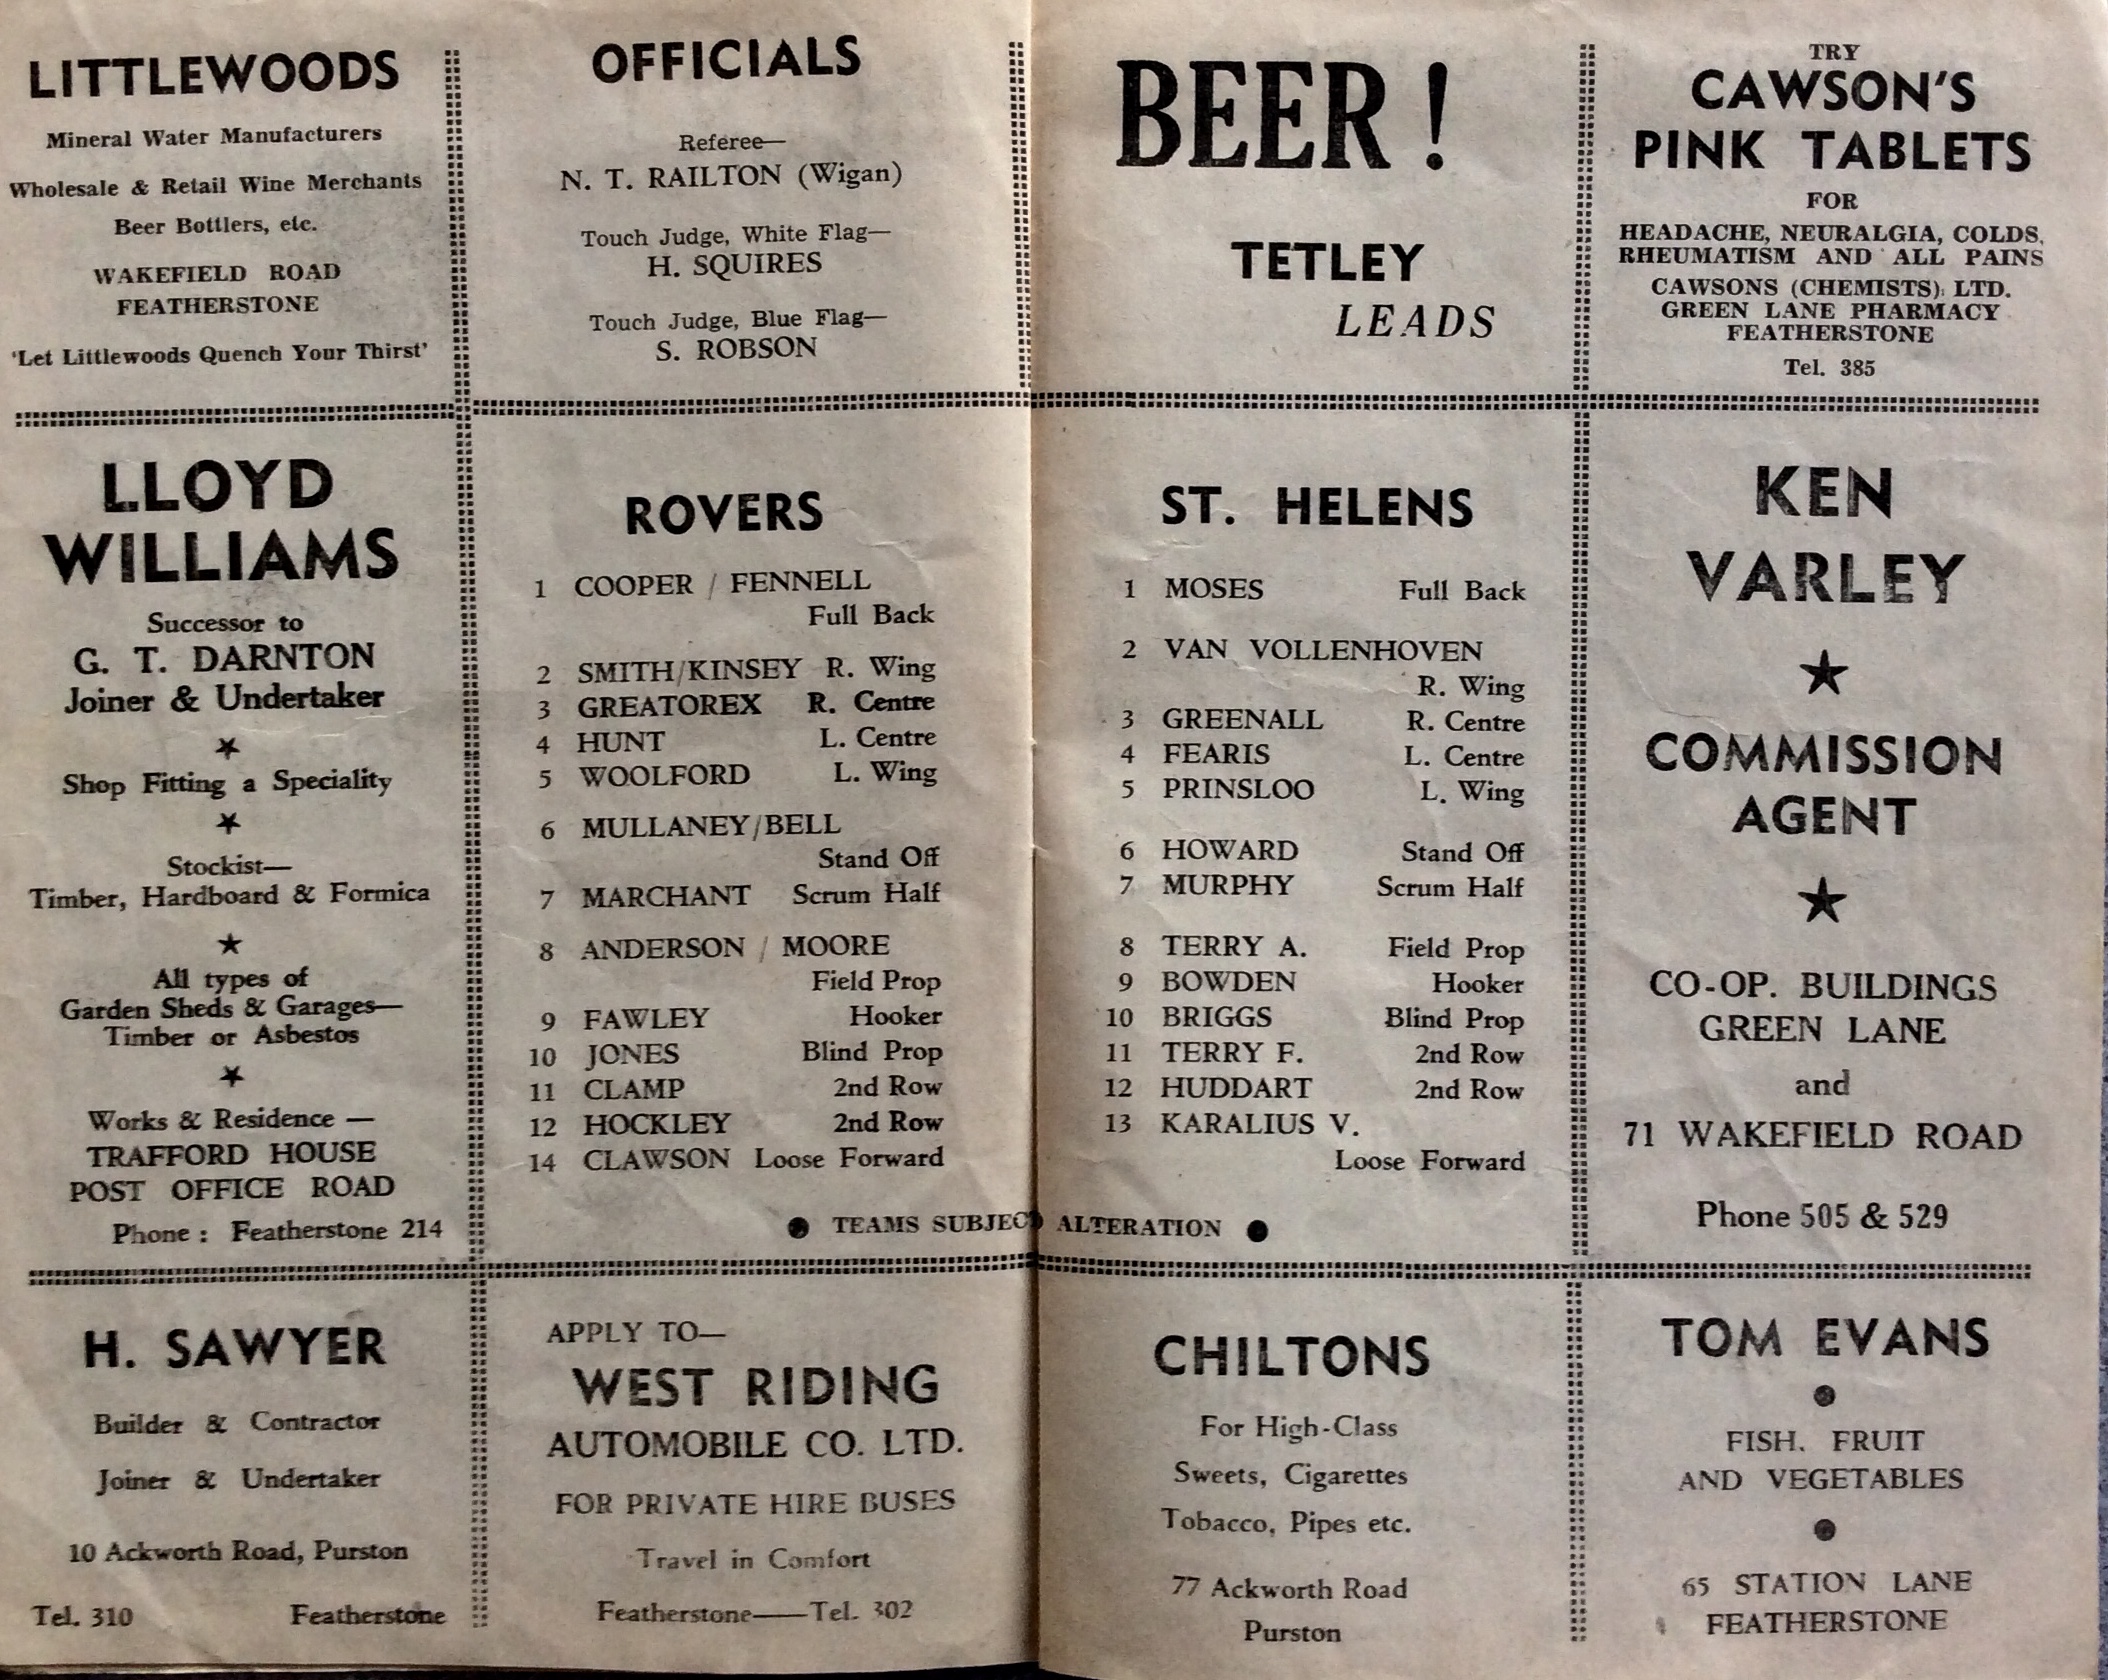 LITTLEWOODS
Mineral Water Manufacturers
Wholesale & Retail Wine Merchants
Beer Bottlers, etc.
WAKEFIELD ROAD
FEATHERSTONE
'Let Littlewoods Quench Your Thirst'
OFFICIALS
Referee—
N. T. RAILTON (Wigan)
Touch Judge, White Flag—
H. SQUIRES
Touch Judge, Blue Flag—
S. ROBSON
BEER !
TETLEY
LEADS
TRY
CAWSON'S
PINK TABLETS
FOR
HEADACHE, NEURALGIA, COLDS,
RHEUMATISM AND ALL PAINS
CAWSONS (CHEMISTS) LTD.
GREEN LANE PHARMACY
FEATHERSTONE
Tel. 385
LLOYD
WILLIAMS
Successor to
G. T. DARNTON
Joiner & Undertaker
Shop Fitting a Speciality
Stockist—
Timber, Hardboard & Formica
All types of
Garden Sheds & Garages—
Timber or Asbestos
Works & Residence —
TRAFFORD HOUSE
POST OFFICE ROAD
Phone : Featherstone 214
ROVERS
1 COOPER / FENNELL
Full Back
2 SMITH/KINSEY R. Wing
3 GREATOREX R. Centre
4 HUNT L. Centre
5 WOOLFORD L. Wing
6 MULLANEY/BELL
Stand Off
7 MARCHANT Scrum Half
8 ANDERSON / MOORE
Field Prop
9 FAWLEY Hooker
10 JONES Blind Prop
11 CLAMP 2nd Row
12 HOCKLEY 2nd Row
14 CLAWSON Loose Forward
ST. HELENS
1 MOSES Full Back
2 VAN VOLLENHOVEN
R. Wing
3 GREENALL R. Centre
4 FEARIS L. Centre
5 PRINSLOO L. Wing
6 HOWARD Stand Off
7 MURPHY Scrum Half
8 TERRY A. Field Prop
9 BOWDEN Hooker
10 BRIGGS Blind Prop
11 TERRY F. 2nd Row
12 HUDDART 2nd Row
13 KARALIUS V.
Loose Forward
● TEAMS SUBJEC ALTERATION ●
KEN
VARLEY
COMMISSION
AGENT
CO-OP. BUILDINGS
GREEN LANE
and
71 WAKEFIELD ROAD
Phone 505 & 529
H. SAWYER
Builder & Contractor
Joiner & Undertaker
10 Ackworth Road, Purston
Tel. 310 Featherstone
APPLY TO—
WEST RIDING
AUTOMOBILE CO. LTD.
FOR PRIVATE HIRE BUSES
Travel in Comfort
Featherstone——Tel. 302
CHILTONS
For High-Class
Sweets, Cigarettes
Tobacco, Pipes etc.
77 Ackworth Road
Purston
TOM EVANS
FISH. FRUIT
AND VEGETABLES
65 STATION LANE
FEATHERSTONE